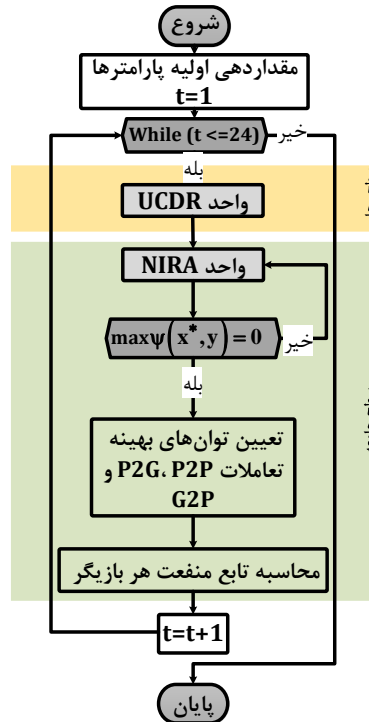 شروع
مقداردهی اولیه پارامترها
t=1
While (t <=24)
خیر
بله
واحد UCDR
واحد NIRA
maxψ(x*,y)=0
خیر
بله
تعیین توان‌های بهینه
تعاملات P2G، P2P و
G2P
محاسبه تابع منفعت هر بازیگر
t=t+1
پایان